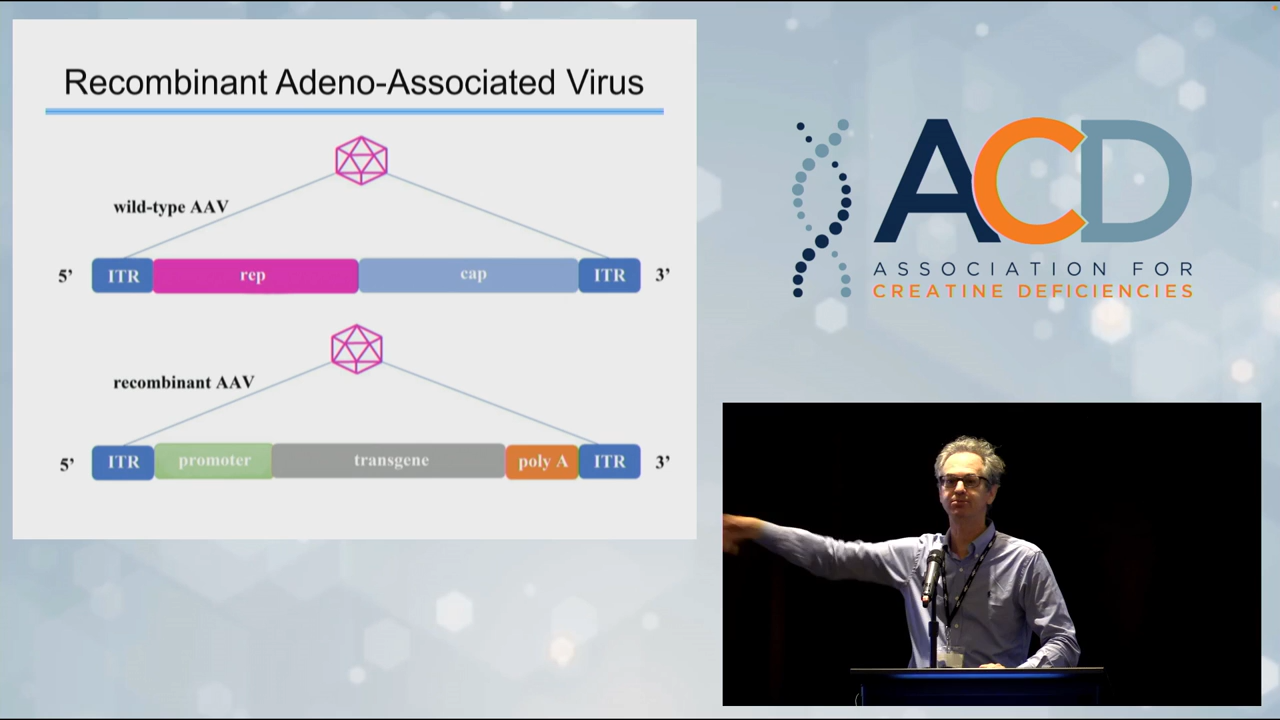 Recombinant Adeno-Associated Virus
wild-type AAV
5’ ITR rep cap ITR 3’
recombinant AAV
5’ ITR promoter transgene poly A ITR 3’
ACD
ASSOCIATION FOR
CREATINE DEFICIENCIES